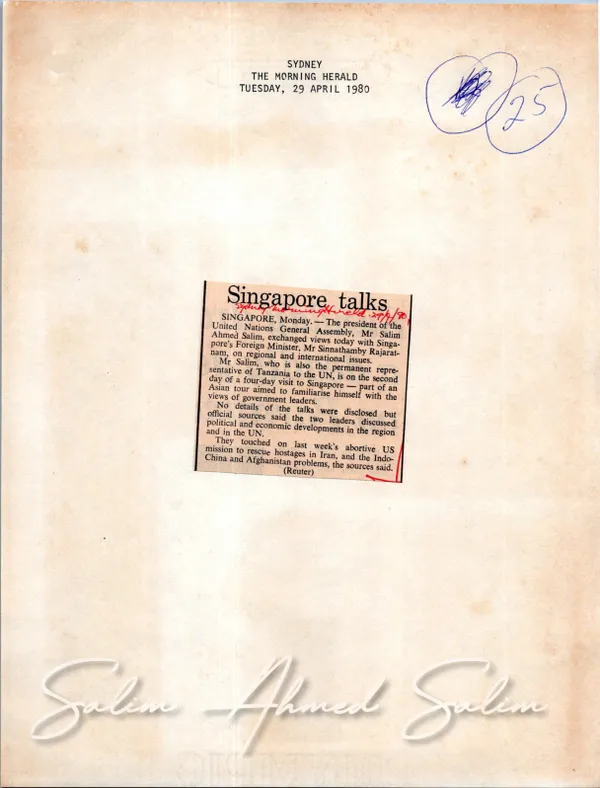 SYDNEY
THE MORNING HERALD
TUESDAY, 29 APRIL 1980
25
Singapore talks
Sydney Morning Herald 29/4/80
SINGAPORE, Monday. — The president of the
United Nations General Assembly, Mr Salim
Ahmed Salim, exchanged views today with Singa-
pore's Foreign Minister, Mr Sinnathamby Rajarat-
nam, on regional and international issues.
Mr Salim, who is also the permanent repre-
sentative of Tanzania to the UN, is on the second
day of a four-day visit to Singapore — part of an
Asian tour aimed to familiarise himself with the
views of government leaders.
No details of the talks were disclosed but
official sources said the two leaders discussed
political and economic developments in the region
and in the UN.
They touched on last week's abortive US
mission to rescue hostages in Iran, and the Indo-
China and Afghanistan problems, the sources said.
(Reuter)
Salim Ahmed Salim